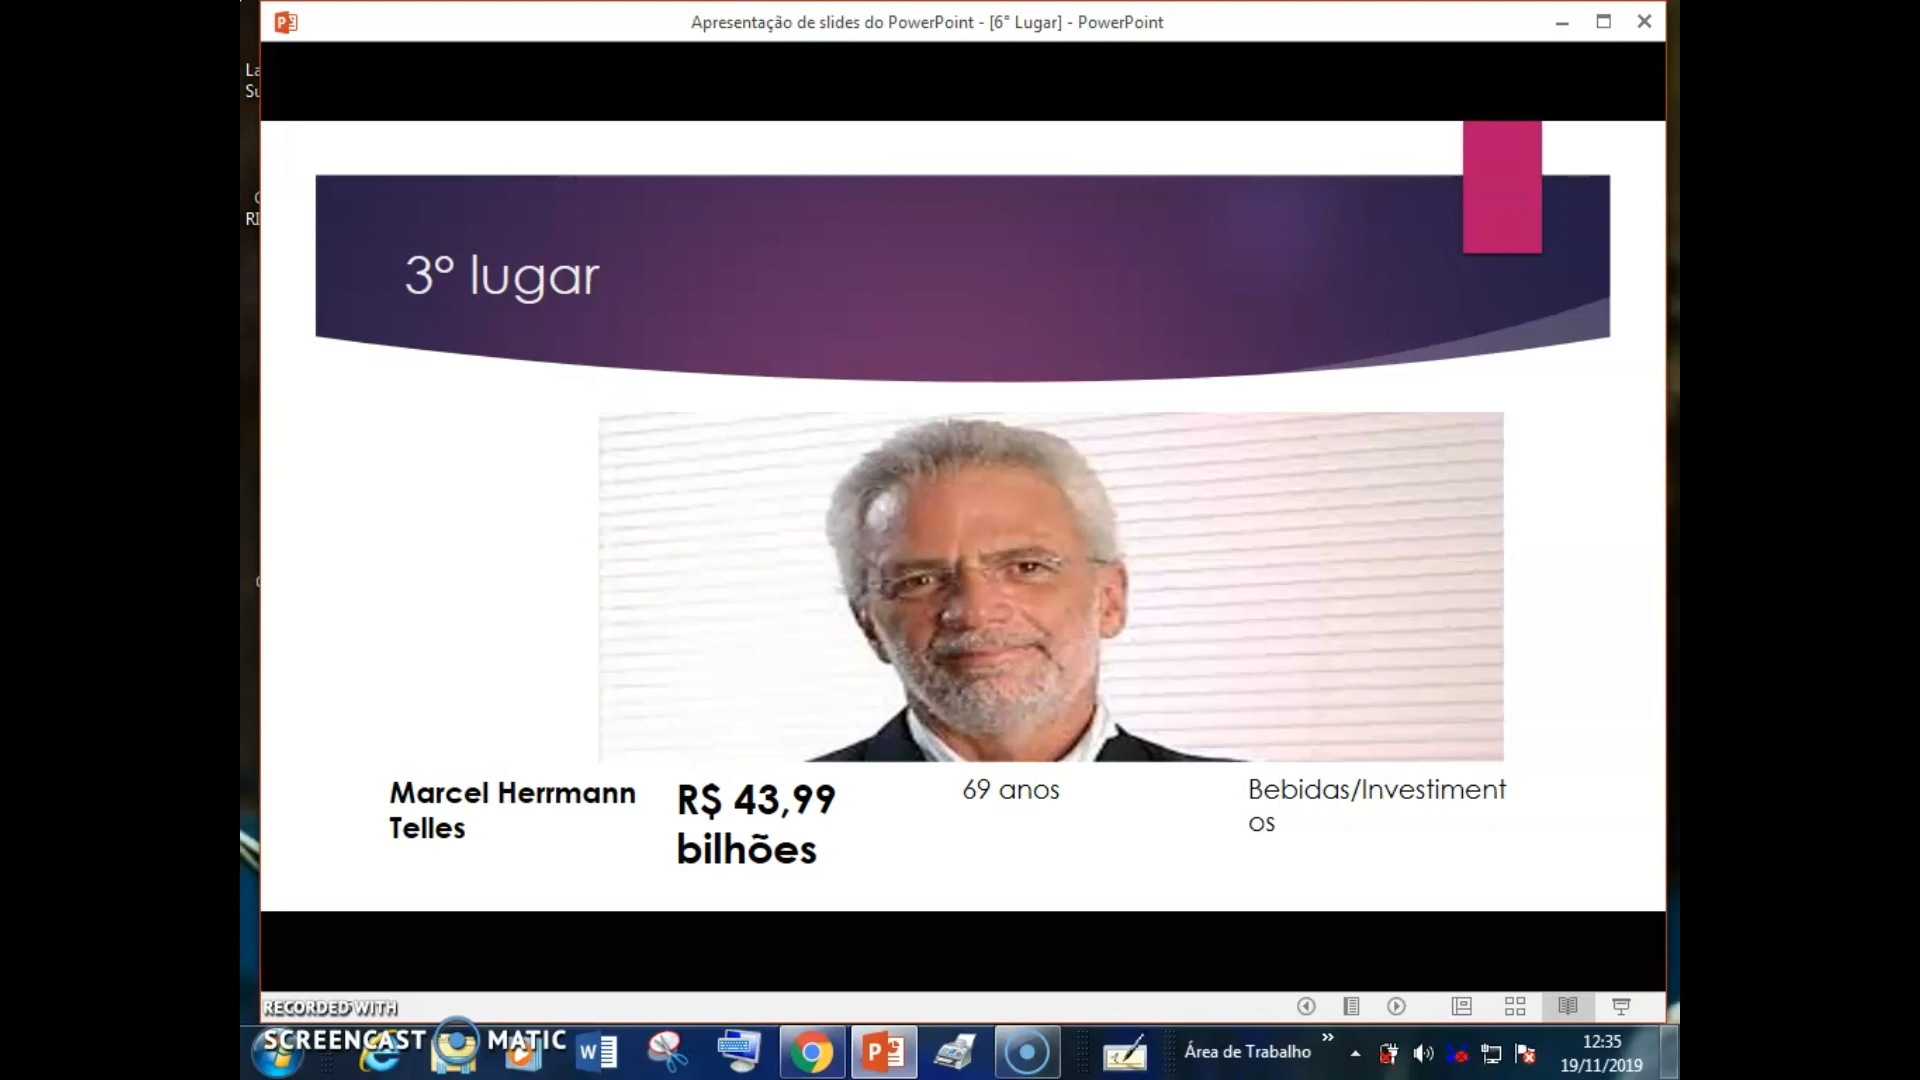 Apresentação de slides do PowerPoint - [6° Lugar] - PowerPoint
3º lugar
Marcel Herrmann
Telles
R$ 43,99
bilhões
69 anos
Bebidas/Investiment
os
RECORDED WITH
SCREENCAST MATIC
Área de Trabalho
12:35
19/11/2019